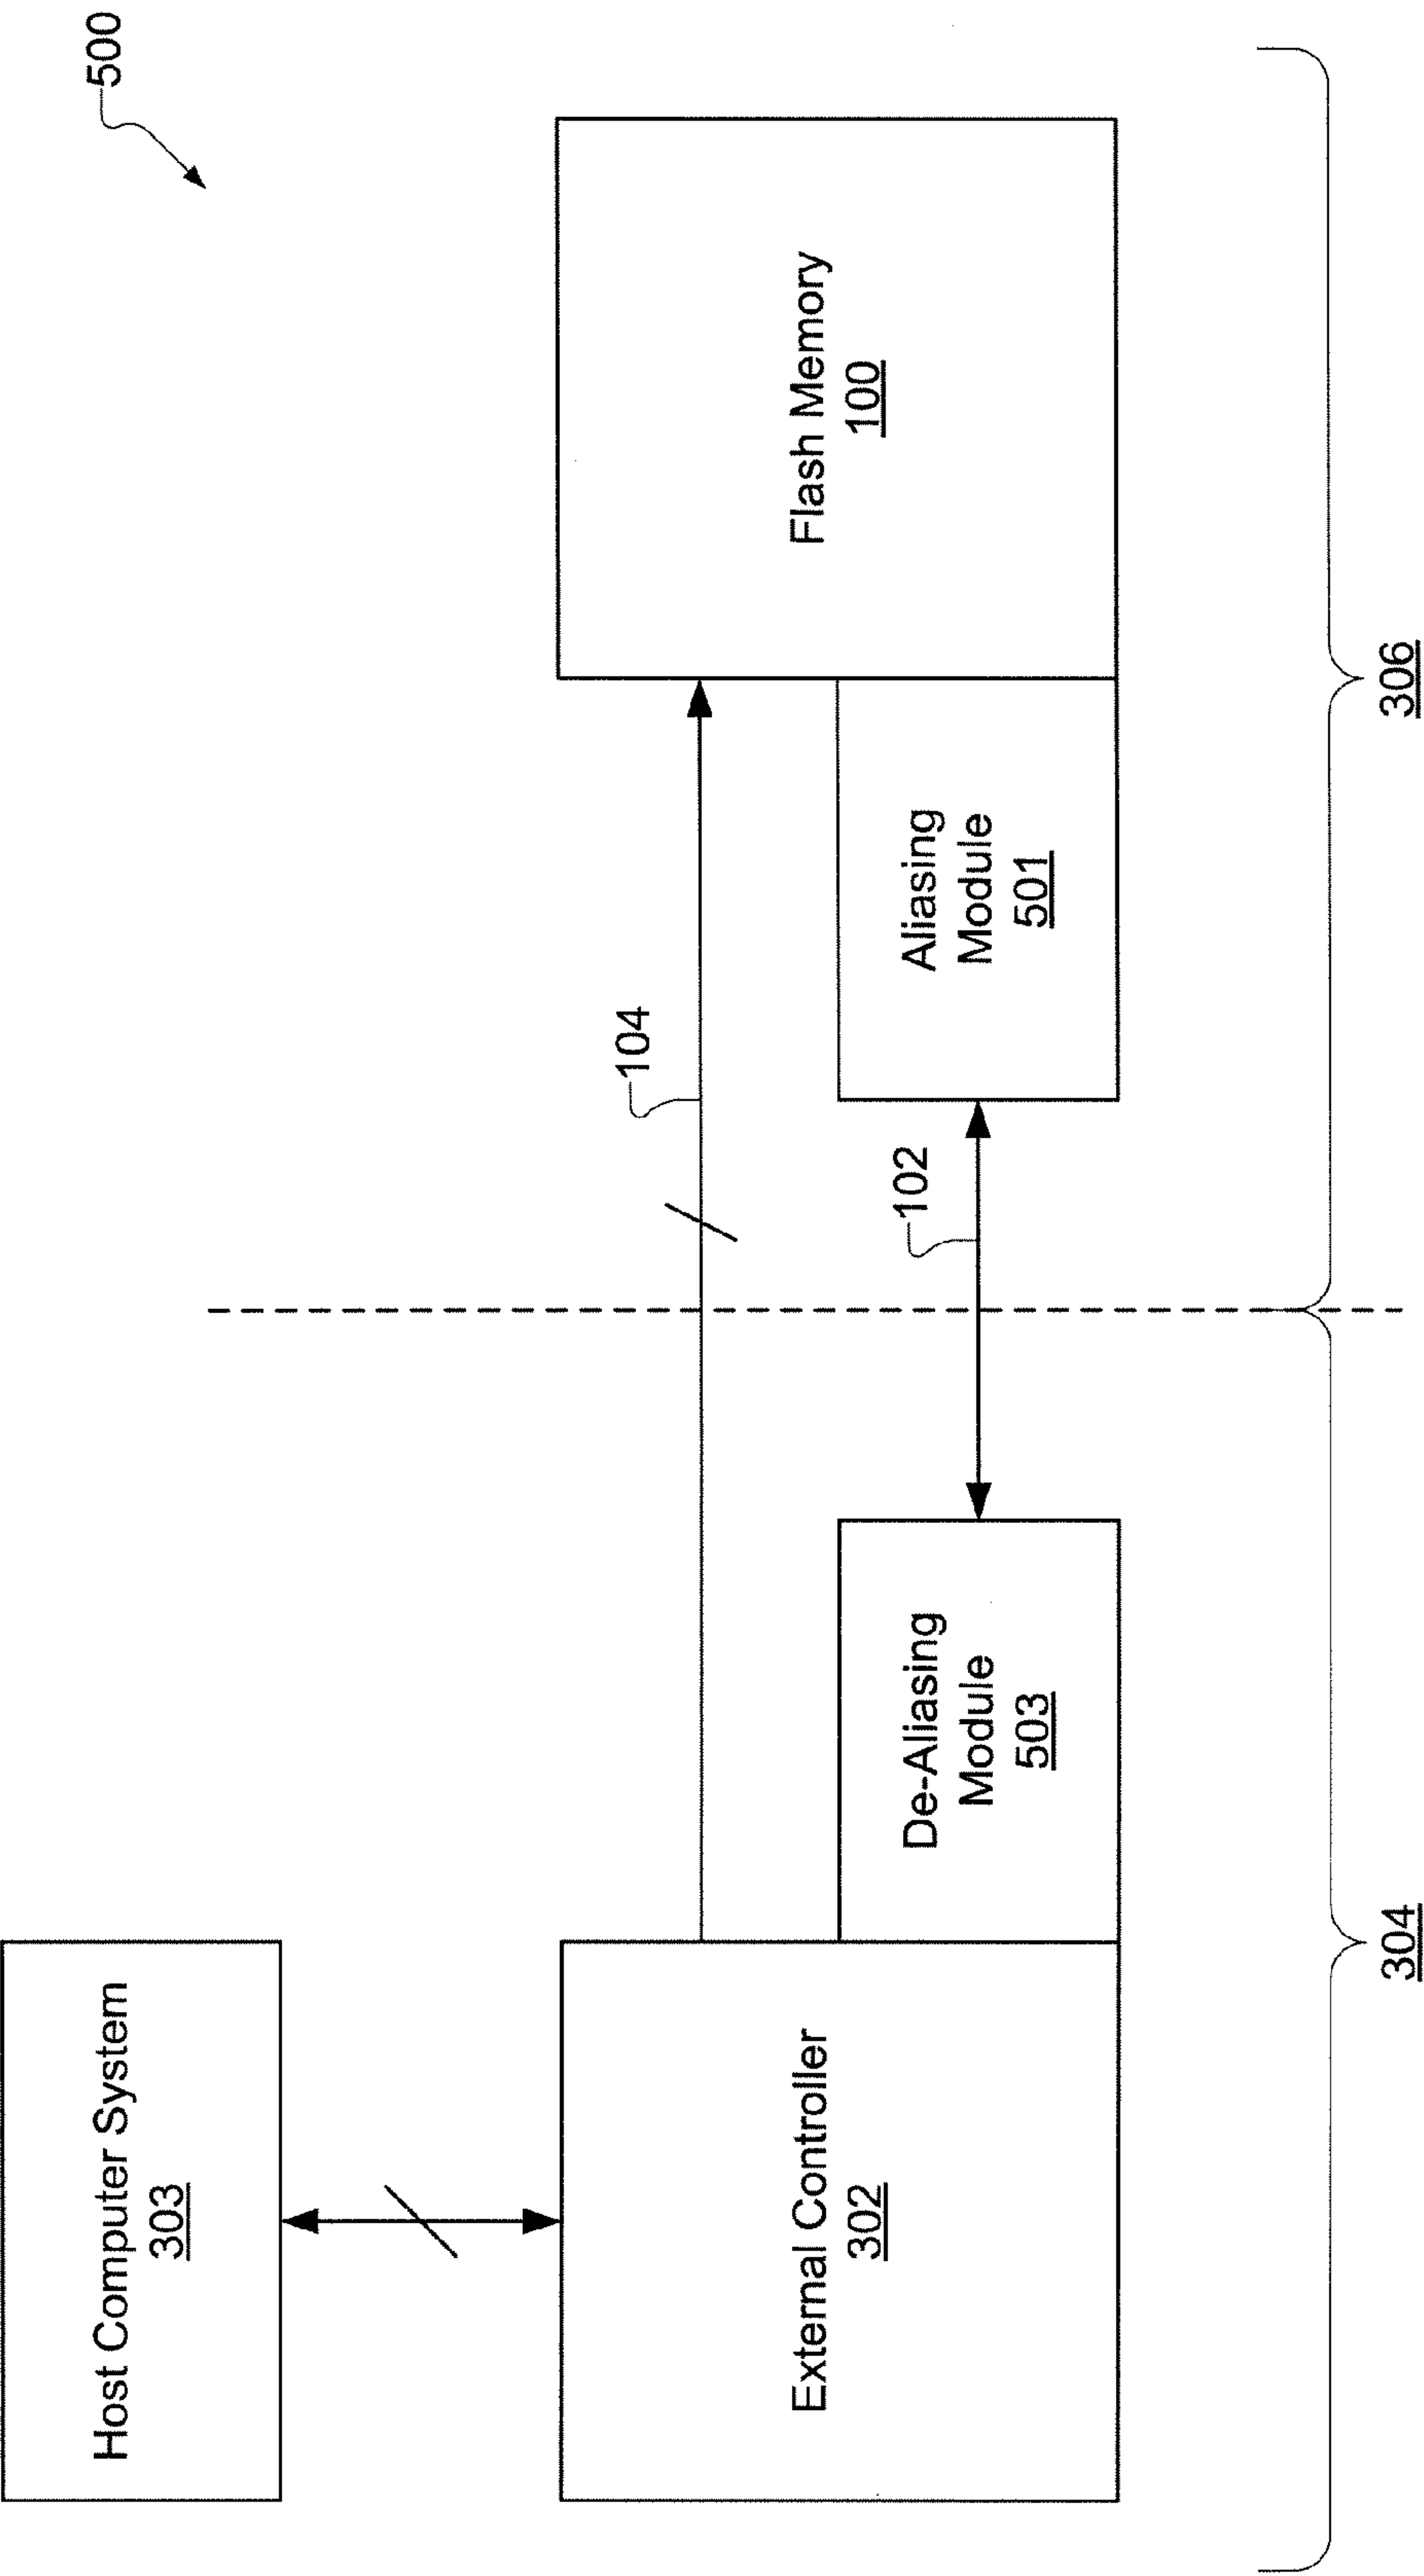 500
Host Computer System
303
External Controller
302
De-Aliasing
Module
503
104
102
Aliasing
Module
501
Flash Memory
100
304
306